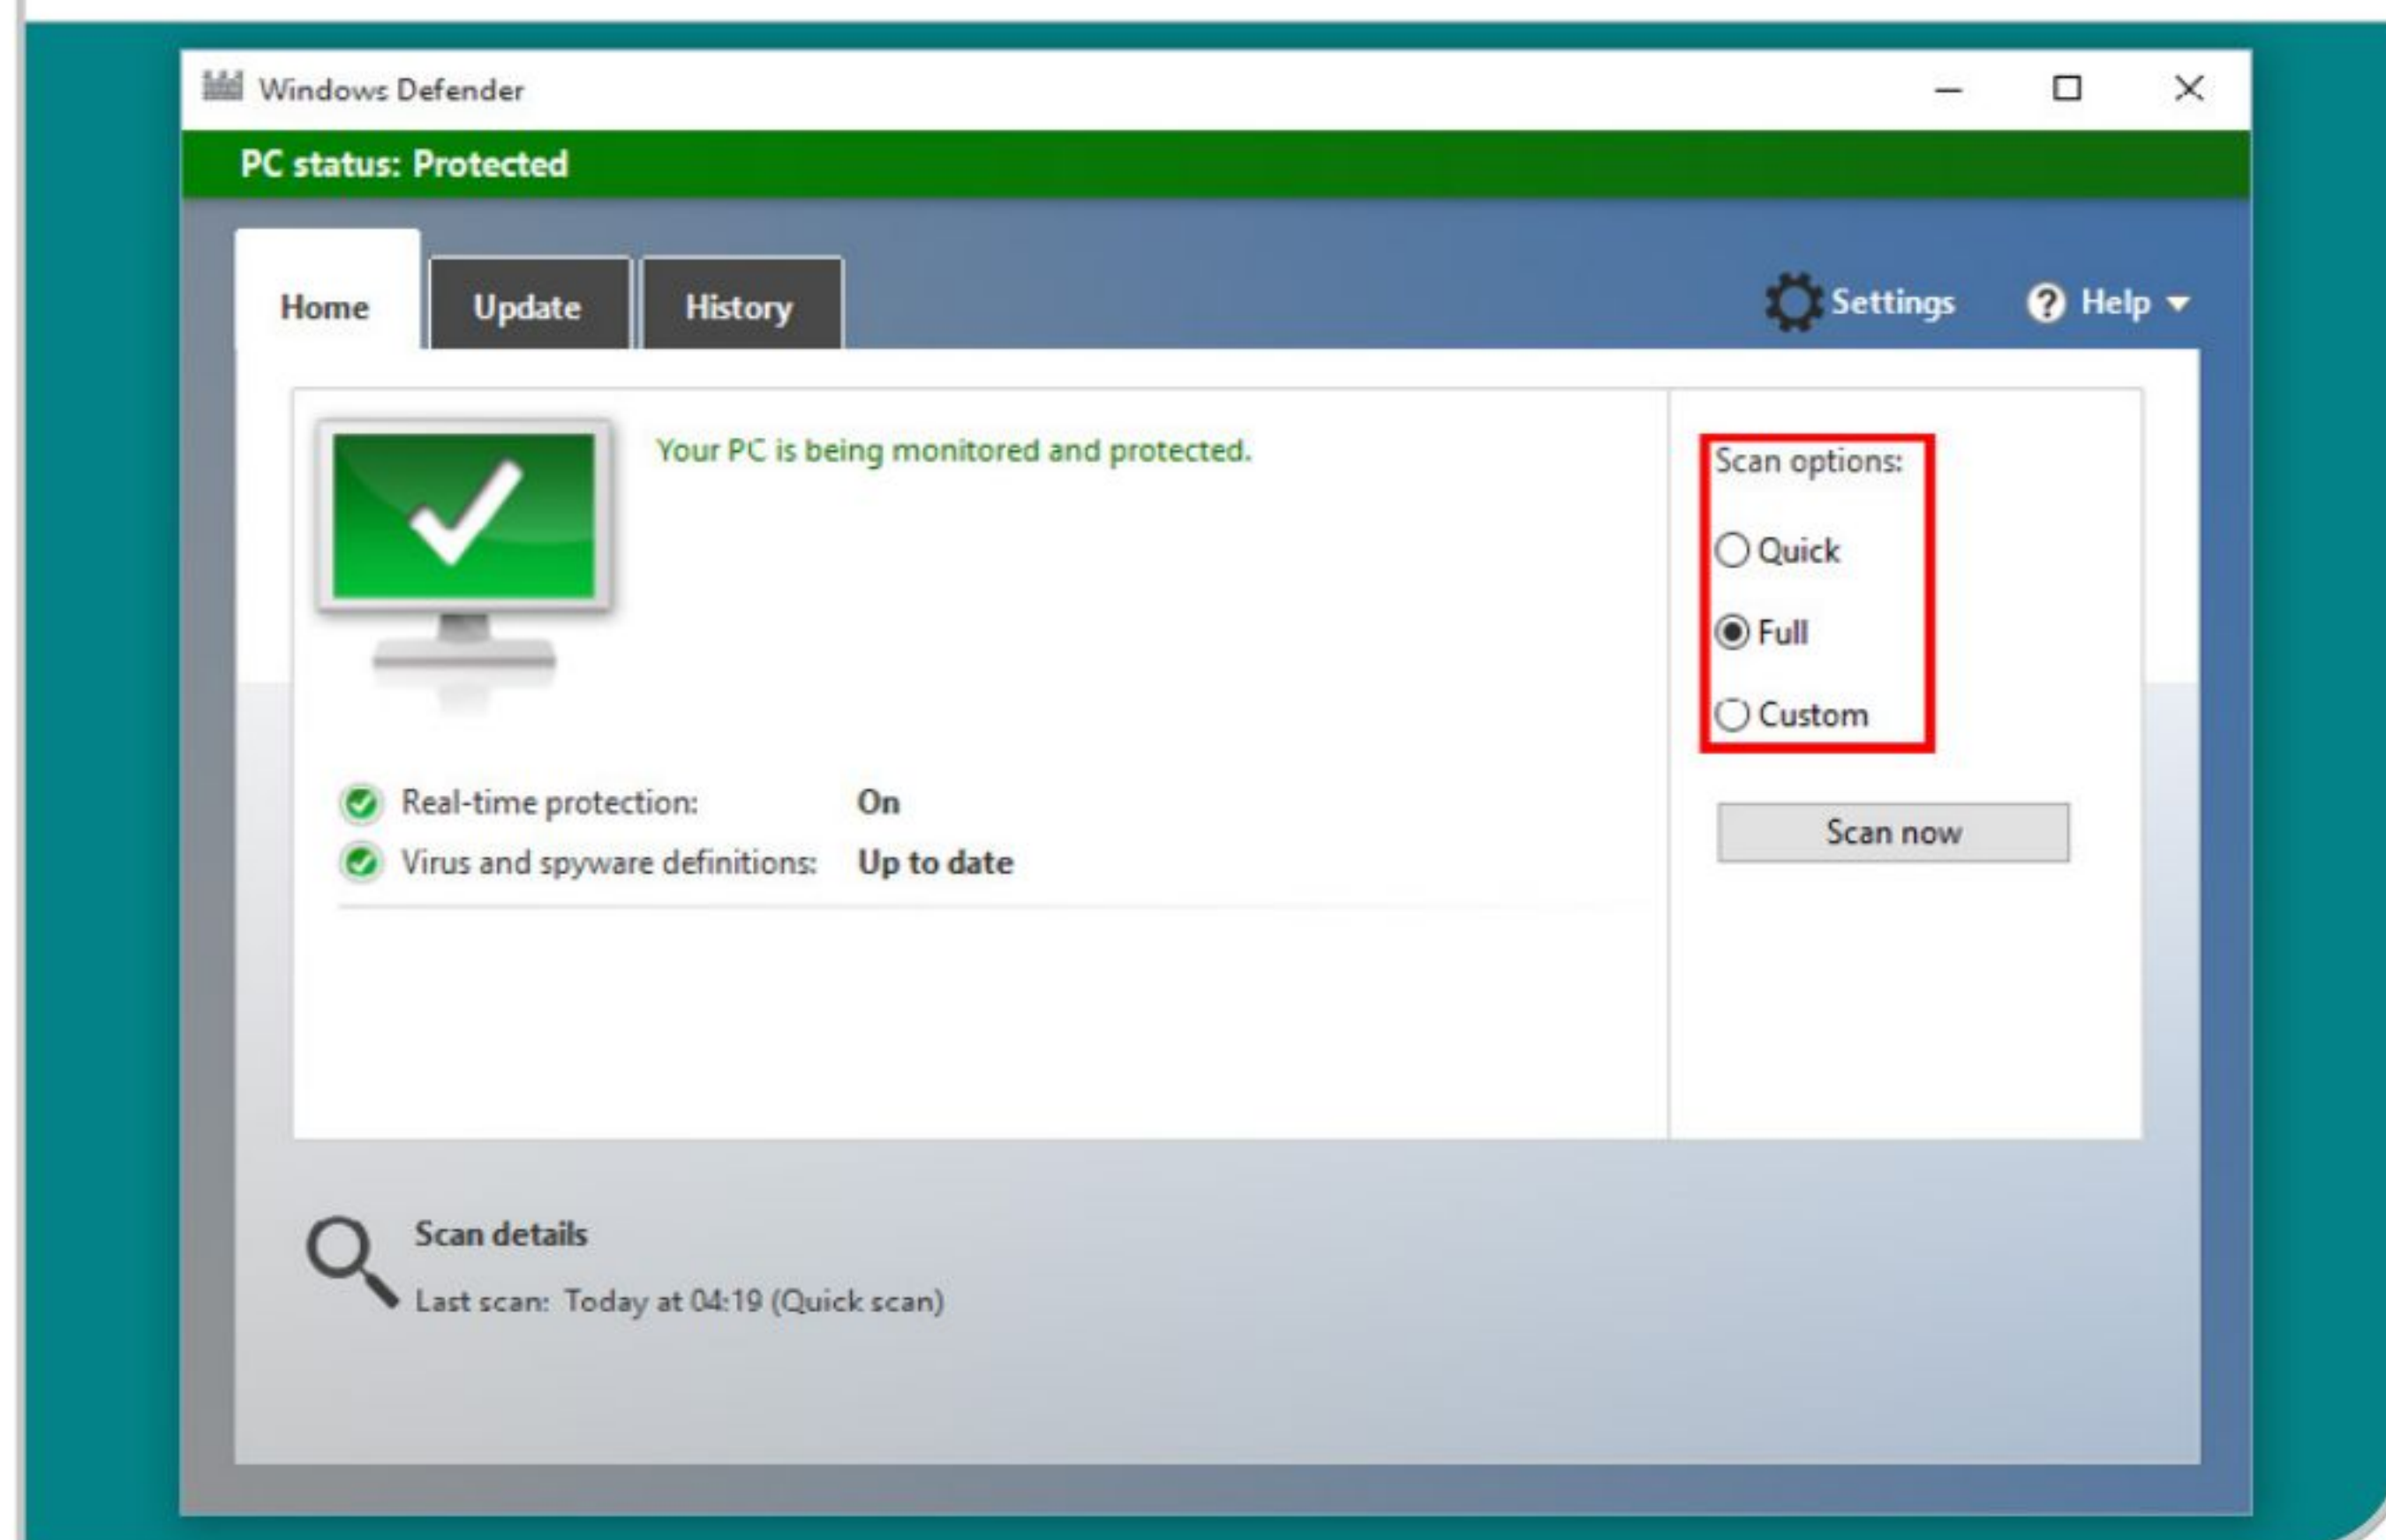 Windows Defender
PC status: Protected
Home
Update
History
Settings
? Help
Your PC is being monitored and protected.
Scan options:
Quick
Full
Custom
Scan now
Real-time protection: On
Virus and spyware definitions: Up to date
Scan details
Last scan: Today at 04:19 (Quick scan)